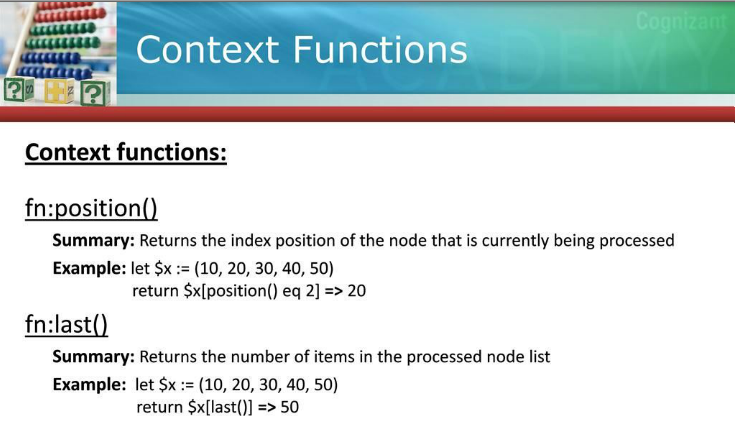 Cognizant
ACADEMY
Context Functions
Context functions:
fn:position()
Summary: Returns the index position of the node that is currently being processed
Example: let $x := (10, 20, 30, 40, 50)
return $x[position() eq 2] => 20
fn:last()
Summary: Returns the number of items in the processed node list
Example: let $x := (10, 20, 30, 40, 50)
return $x[last()] => 50